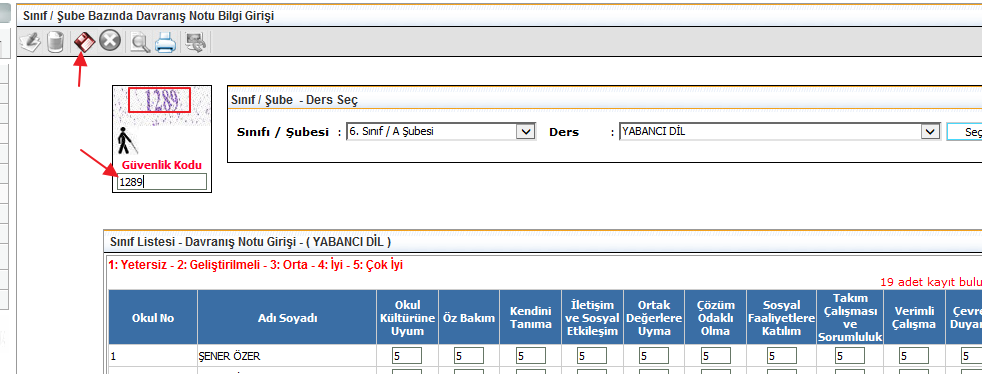 Sınıf / Şube Bazında Davranış Notu Bilgi Girişi
1289
Güvenlik Kodu
1289
Sınıf / Şube - Ders Seç
Sınıfı / Şubesi : 6. Sınıf / A Şubesi Ders : YABANCI DİL Seç
Sınıf Listesi - Davranış Notu Girişi - ( YABANCI DİL )
1: Yetersiz - 2: Geliştirilmeli - 3: Orta - 4: İyi - 5: Çok İyi
19 adet kayıt bulu
Okul No
Adı Soyadı
Okul
Kültürüne
Uyum
Öz Bakım
Kendini
Tanıma
İletişim
ve Sosyal
Etkileşim
Ortak
Değerlere
Uyma
Çözüm
Odaklı
Olma
Sosyal
Faaliyetlere
Katılım
Takım
Çalışması
ve
Sorumluluk
Verimli
Çalışma
Çevre
Duyar
1 ŞENER ÖZER 5 5 5 5 5 5 5 5 5 5